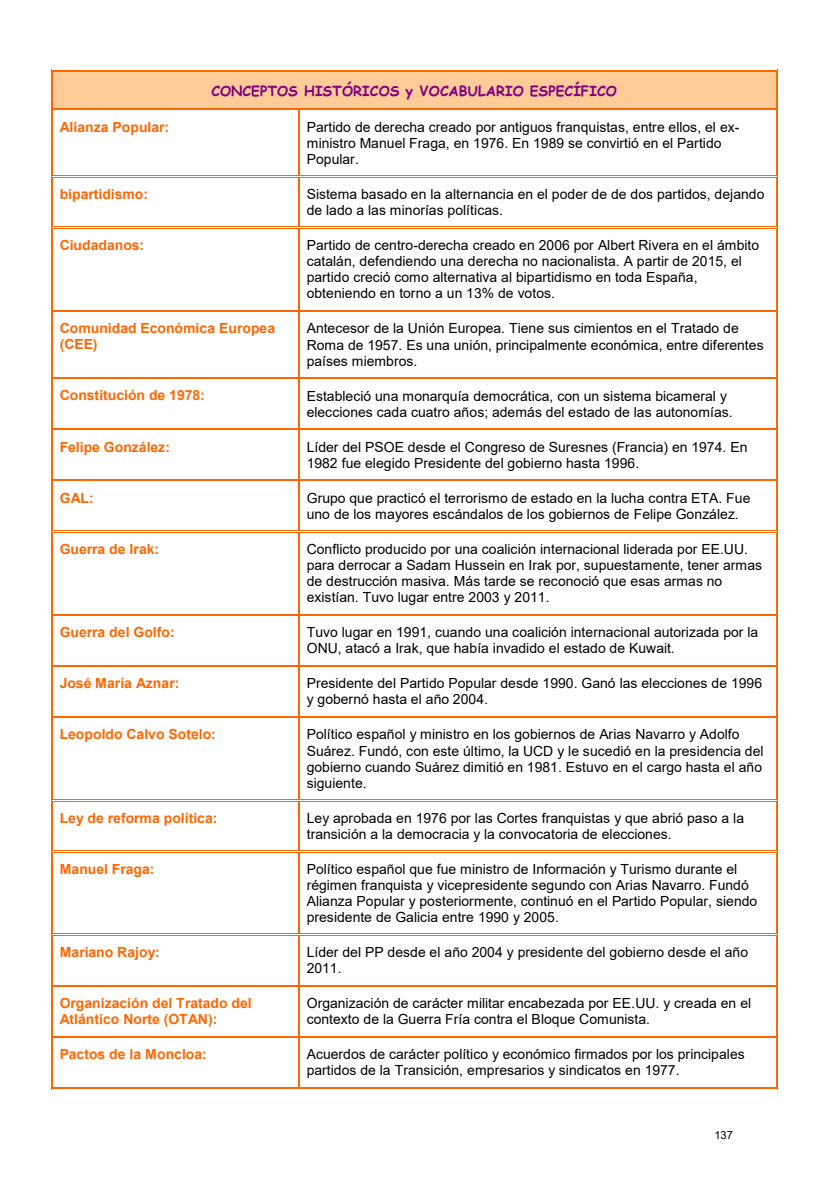 CONCEPTOS HISTÓRICOS y VOCABULARIO ESPECÍFICO
Alianza Popular:
Partido de derecha creado por antiguos franquistas, entre ellos, el ex-
ministro Manuel Fraga, en 1976. En 1989 se convirtió en el Partido
Popular.
bipartidismo:
Sistema basado en la alternancia en el poder de de dos partidos, dejando
de lado a las minorías políticas.
Ciudadanos:
Partido de centro-derecha creado en 2006 por Albert Rivera en el ámbito
catalán, defendiendo una derecha no nacionalista. A partir de 2015, el
partido creció como alternativa al bipartidismo en toda España,
obteniendo en torno a un 13% de votos.
Comunidad Económica Europea
(CEE)
Antecesor de la Unión Europea. Tiene sus cimientos en el Tratado de
Roma de 1957. Es una unión, principalmente económica, entre diferentes
países miembros.
Constitución de 1978:
Estableció una monarquía democrática, con un sistema bicameral y
elecciones cada cuatro años; además del estado de las autonomías.
Felipe González:
Líder del PSOE desde el Congreso de Suresnes (Francia) en 1974. En
1982 fue elegido Presidente del gobierno hasta 1996.
GAL:
Grupo que practicó el terrorismo de estado en la lucha contra ETA. Fue
uno de los mayores escándalos de los gobiernos de Felipe González.
Guerra de Irak:
Conflicto producido por una coalición internacional liderada por EE.UU.
para derrocar a Sadam Hussein en Irak por, supuestamente, tener armas
de destrucción masiva. Más tarde se reconoció que esas armas no
existían. Tuvo lugar entre 2003 y 2011.
Guerra del Golfo:
Tuvo lugar en 1991, cuando una coalición internacional autorizada por la
ONU, atacó a Irak, que había invadido el estado de Kuwait.
José María Aznar:
Presidente del Partido Popular desde 1990. Ganó las elecciones de 1996
y gobernó hasta el año 2004.
Leopoldo Calvo Sotelo:
Político español y ministro en los gobiernos de Arias Navarro y Adolfo
Suárez. Fundó, con este último, la UCD y le sucedió en la presidencia del
gobierno cuando Suárez dimitió en 1981. Estuvo en el cargo hasta el año
siguiente.
Ley de reforma política:
Ley aprobada en 1976 por las Cortes franquistas y que abrió paso a la
transición a la democracia y la convocatoria de elecciones.
Manuel Fraga:
Político español que fue ministro de Información y Turismo durante el
régimen franquista y vicepresidente segundo con Arias Navarro. Fundó
Alianza Popular y posteriormente, continuó en el Partido Popular, siendo
presidente de Galicia entre 1990 y 2005.
Mariano Rajoy:
Líder del PP desde el año 2004 y presidente del gobierno desde el año
2011.
Organización del Tratado del
Atlántico Norte (OTAN):
Organización de carácter militar encabezada por EE.UU. y creada en el
contexto de la Guerra Fría contra el Bloque Comunista.
Pactos de la Moncloa:
Acuerdos de carácter político y económico firmados por los principales
partidos de la Transición, empresarios y sindicatos en 1977.
137